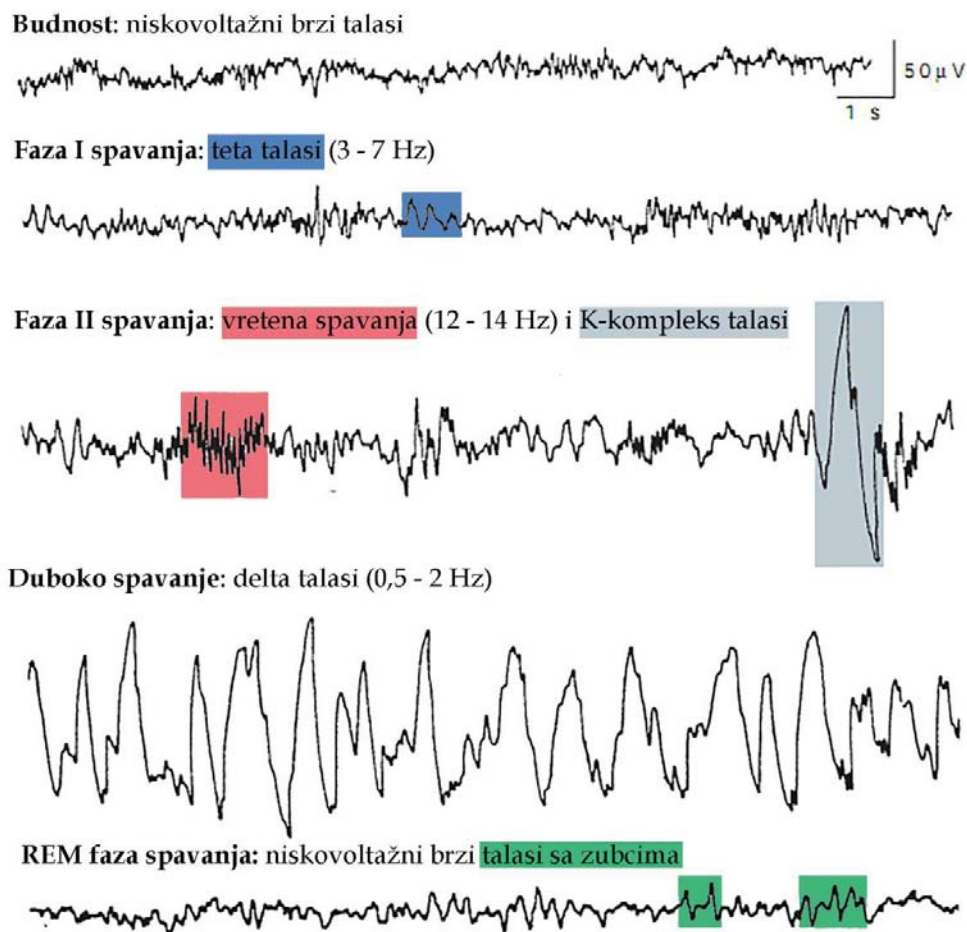 Budnost: niskovoltažni brzi talasi
50 μ V
1 s
Faza I spavanja: teta talasi (3 - 7 Hz)
Faza II spavanja: vretena spavanja (12 - 14 Hz) i K-kompleks talasi
Duboko spavanje: delta talasi (0,5 - 2 Hz)
REM faza spavanja: niskovoltažni brzi talasi sa zubcima